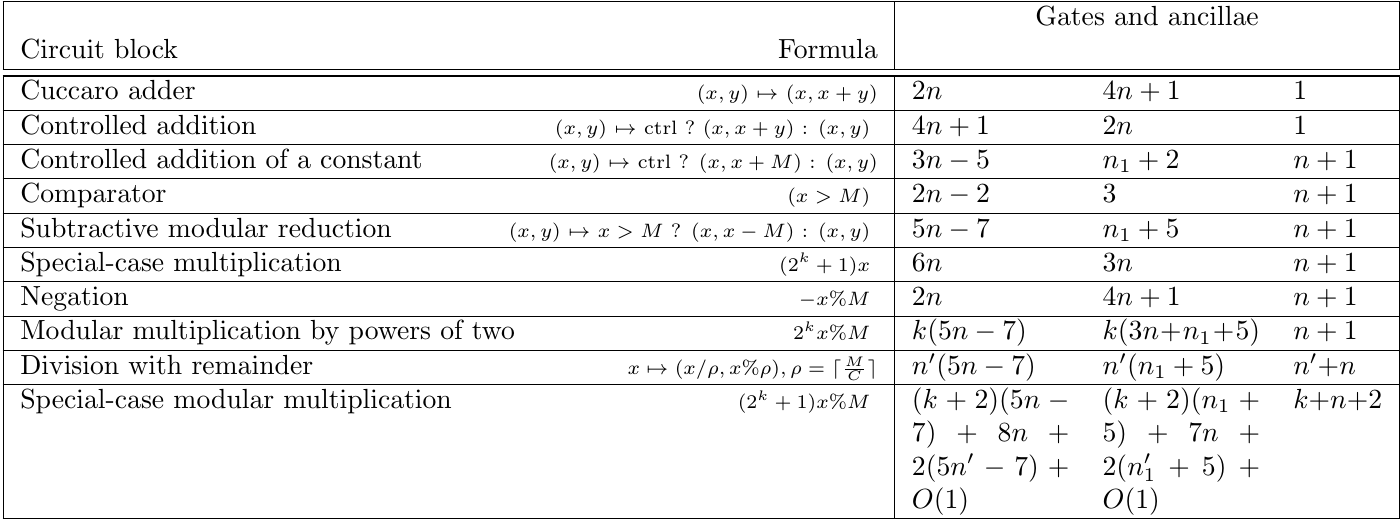 Gates and ancillae
Circuit block Formula
Cuccaro adder (x, y) ↦ (x, x + y) 2n 4n + 1 1
Controlled addition (x, y) ↦ ctrl ? (x, x + y) : (x, y) 4n + 1 2n 1
Controlled addition of a constant (x, y) ↦ ctrl ? (x, x + M) : (x, y) 3n − 5 n₁ + 2 n + 1
Comparator (x > M) 2n − 2 3 n + 1
Subtractive modular reduction (x, y) ↦ x > M ? (x, x − M) : (x, y) 5n − 7 n₁ + 5 n + 1
Special-case multiplication (2ᵏ + 1)x 6n 3n n + 1
Negation −x%M 2n 4n + 1 n + 1
Modular multiplication by powers of two 2ᵏx%M k(5n − 7) k(3n+n₁+5) n + 1
Division with remainder x ↦ (x/ρ, x%ρ), ρ = ⌈M/C⌉ n′(5n − 7) n′(n₁ + 5) n′+n
Special-case modular multiplication (2ᵏ + 1)x%M (k + 2)(5n − (k + 2)(n₁ + k+n+2
7) + 8n + 5) + 7n +
2(5n′ − 7) + 2(n′₁ + 5) +
O(1) O(1)